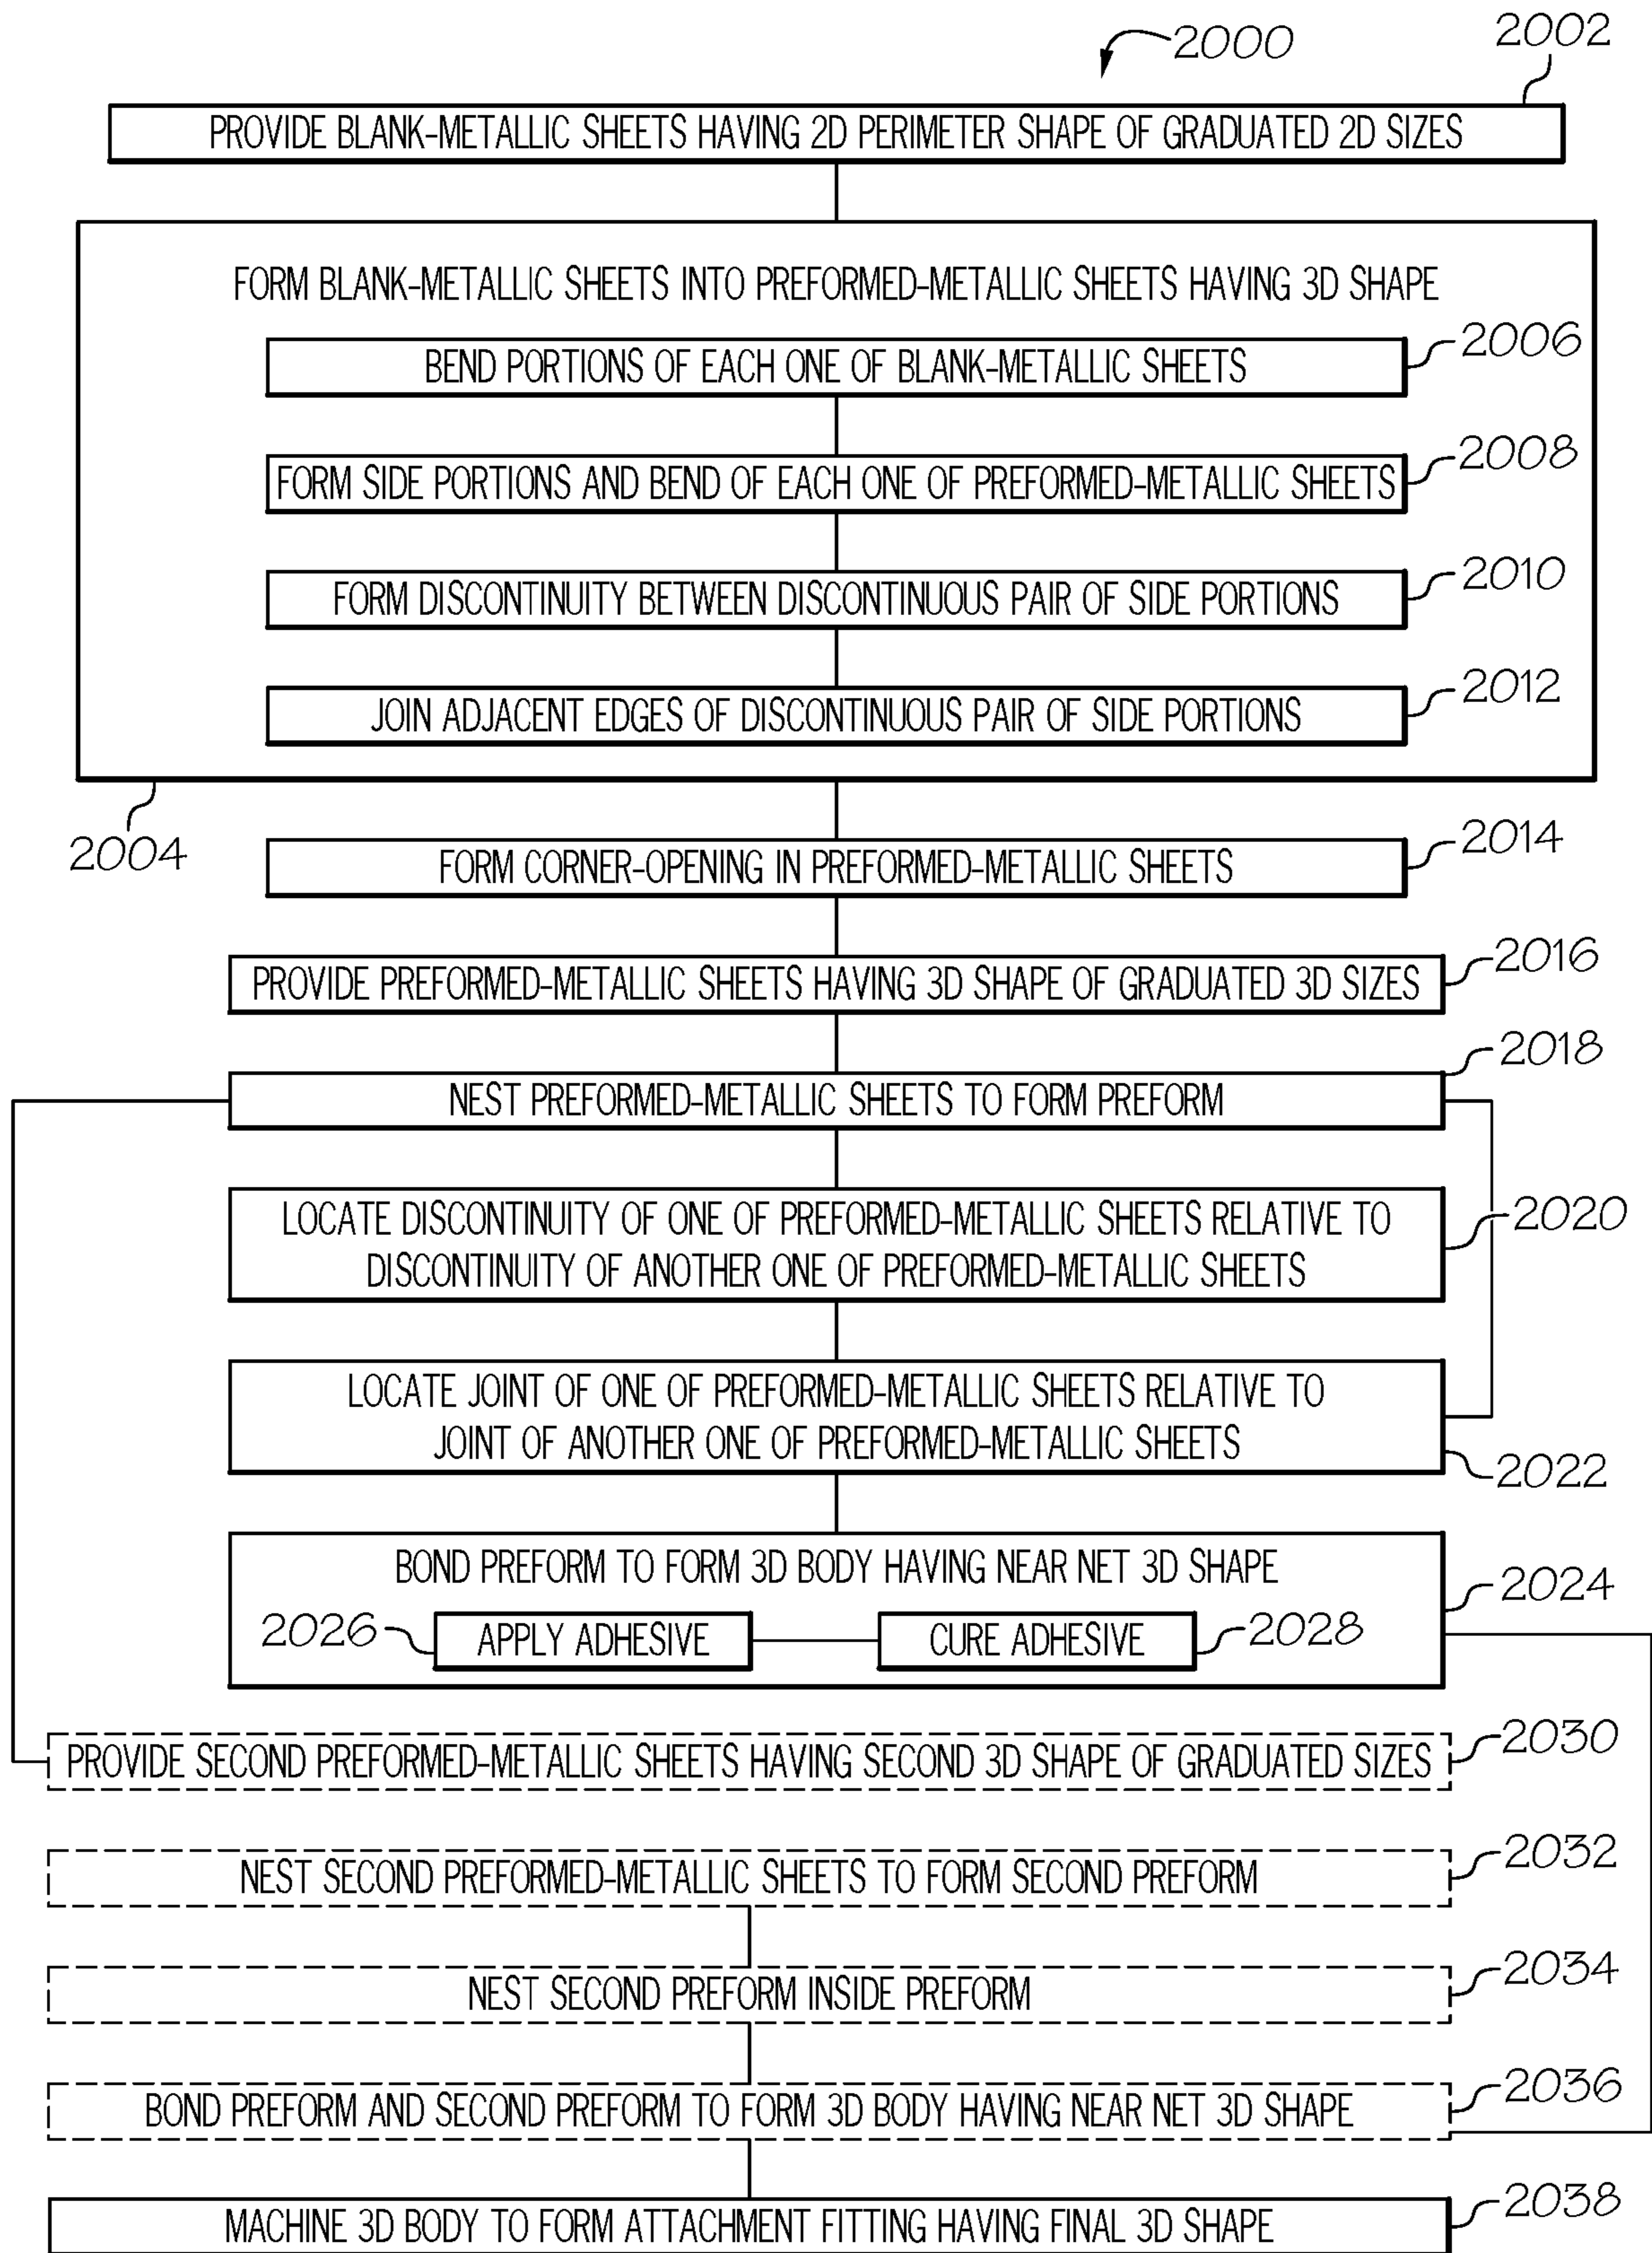 2000
2002
PROVIDE BLANK-METALLIC SHEETS HAVING 2D PERIMETER SHAPE OF GRADUATED 2D SIZES
FORM BLANK-METALLIC SHEETS INTO PREFORMED-METALLIC SHEETS HAVING 3D SHAPE
2006
BEND PORTIONS OF EACH ONE OF BLANK-METALLIC SHEETS
2008
FORM SIDE PORTIONS AND BEND OF EACH ONE OF PREFORMED-METALLIC SHEETS
2010
FORM DISCONTINUITY BETWEEN DISCONTINUOUS PAIR OF SIDE PORTIONS
2012
JOIN ADJACENT EDGES OF DISCONTINUOUS PAIR OF SIDE PORTIONS
2004
2014
FORM CORNER-OPENING IN PREFORMED-METALLIC SHEETS
2016
PROVIDE PREFORMED-METALLIC SHEETS HAVING 3D SHAPE OF GRADUATED 3D SIZES
2018
NEST PREFORMED-METALLIC SHEETS TO FORM PREFORM
LOCATE DISCONTINUITY OF ONE OF PREFORMED-METALLIC SHEETS RELATIVE TO
2020
DISCONTINUITY OF ANOTHER ONE OF PREFORMED-METALLIC SHEETS
LOCATE JOINT OF ONE OF PREFORMED-METALLIC SHEETS RELATIVE TO
JOINT OF ANOTHER ONE OF PREFORMED-METALLIC SHEETS
2022
BOND PREFORM TO FORM 3D BODY HAVING NEAR NET 3D SHAPE
2024
2026
APPLY ADHESIVE
CURE ADHESIVE
2028
2030
PROVIDE SECOND PREFORMED-METALLIC SHEETS HAVING SECOND 3D SHAPE OF GRADUATED SIZES
2032
NEST SECOND PREFORMED-METALLIC SHEETS TO FORM SECOND PREFORM
2034
NEST SECOND PREFORM INSIDE PREFORM
2036
BOND PREFORM AND SECOND PREFORM TO FORM 3D BODY HAVING NEAR NET 3D SHAPE
2038
MACHINE 3D BODY TO FORM ATTACHMENT FITTING HAVING FINAL 3D SHAPE